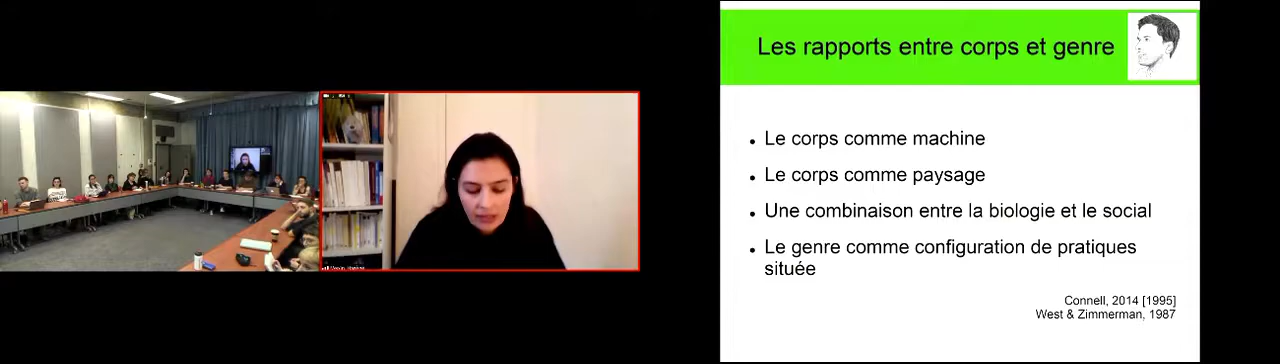 Les rapports entre corps et genre
Le corps comme machine
Le corps comme paysage
Une combinaison entre la biologie et le social
Le genre comme configuration de pratiques
située
Connell, 2014 [1995]
West & Zimmerman, 1987